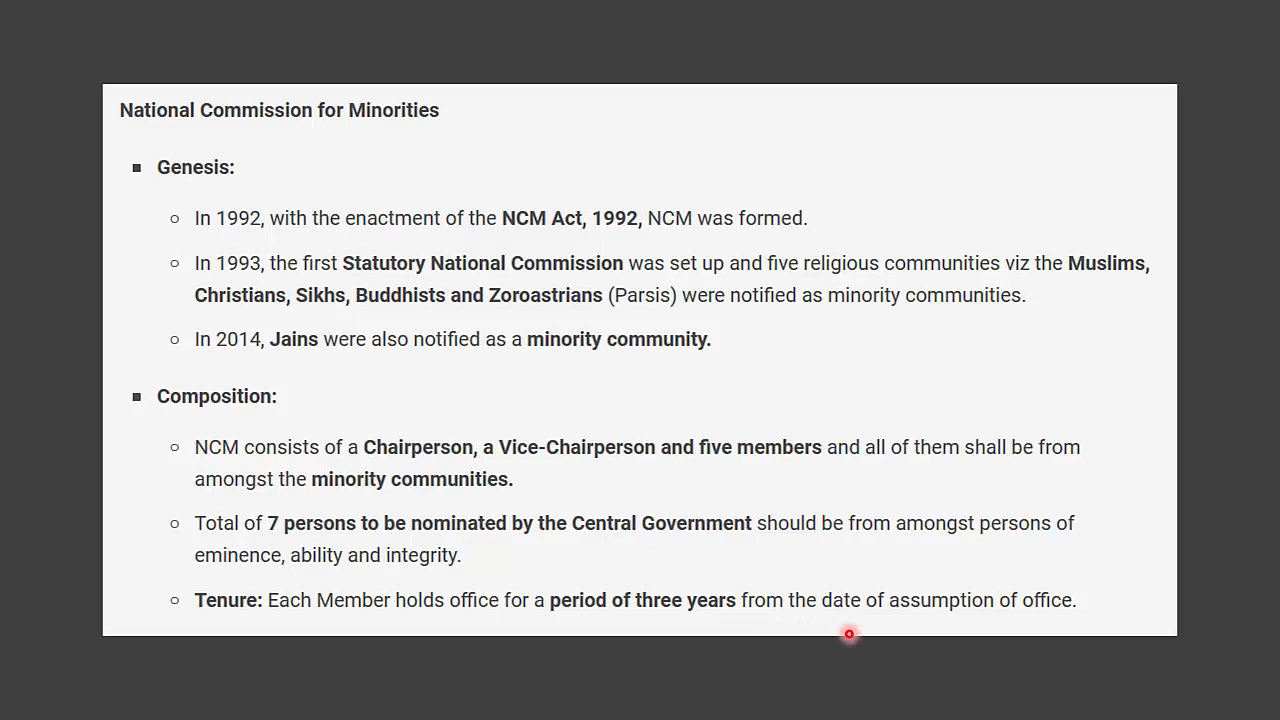 National Commission for Minorities
Genesis:
In 1992, with the enactment of the NCM Act, 1992, NCM was formed.
In 1993, the first Statutory National Commission was set up and five religious communities viz the Muslims,
Christians, Sikhs, Buddhists and Zoroastrians (Parsis) were notified as minority communities.
In 2014, Jains were also notified as a minority community.
Composition:
NCM consists of a Chairperson, a Vice-Chairperson and five members and all of them shall be from
amongst the minority communities.
Total of 7 persons to be nominated by the Central Government should be from amongst persons of
eminence, ability and integrity.
Tenure: Each Member holds office for a period of three years from the date of assumption of office.